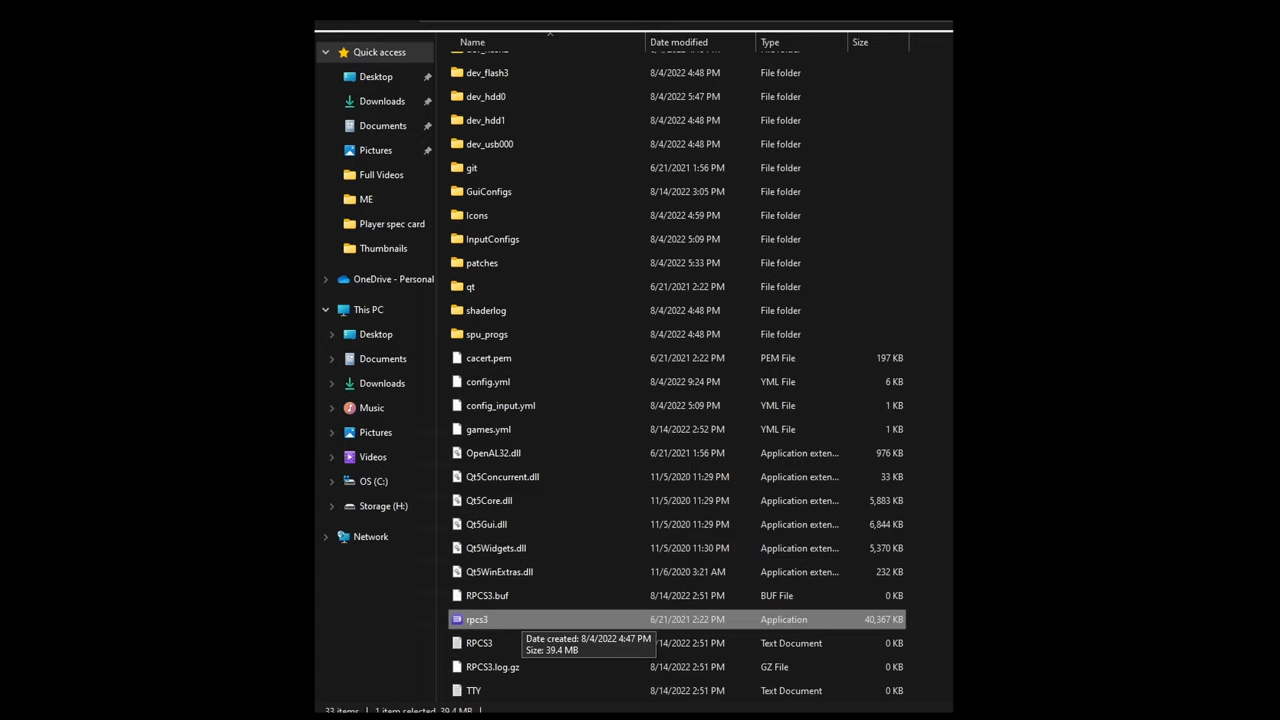 Name Date modified Type Size
Quick access
Desktop
Downloads
Documents
Pictures
Full Videos
ME
Player spec card
Thumbnails
OneDrive - Personal
This PC
Desktop
Documents
Downloads
Music
Pictures
Videos
OS (C:)
Storage (H:)
Network
dev_flash3 8/4/2022 4:48 PM File folder
dev_hdd0 8/4/2022 5:47 PM File folder
dev_hdd1 8/4/2022 4:48 PM File folder
dev_usb000 8/4/2022 4:48 PM File folder
git 6/21/2021 1:56 PM File folder
GuiConfigs 8/14/2022 3:05 PM File folder
Icons 8/4/2022 4:59 PM File folder
InputConfigs 8/4/2022 5:09 PM File folder
patches 8/4/2022 5:33 PM File folder
qt 6/21/2021 2:22 PM File folder
shaderlog 8/4/2022 4:48 PM File folder
spu_progs 8/4/2022 4:48 PM File folder
cacert.pem 6/21/2021 2:22 PM PEM File 197 KB
config.yml 8/4/2022 9:24 PM YML File 6 KB
config_input.yml 8/4/2022 5:09 PM YML File 1 KB
games.yml 8/14/2022 2:52 PM YML File 1 KB
OpenAL32.dll 6/21/2021 1:56 PM Application exten... 976 KB
Qt5Concurrent.dll 11/5/2020 11:29 PM Application exten... 33 KB
Qt5Core.dll 11/5/2020 11:29 PM Application exten... 5,883 KB
Qt5Gui.dll 11/5/2020 11:29 PM Application exten... 6,844 KB
Qt5Widgets.dll 11/5/2020 11:30 PM Application exten... 5,370 KB
Qt5WinExtras.dll 11/6/2020 3:21 AM Application exten... 232 KB
RPCS3.buf 8/14/2022 2:51 PM BUF File 0 KB
rpcs3 6/21/2021 2:22 PM Application 40,367 KB
Date created: 8/4/2022 4:47 PM
Size: 39.4 MB
RPCS3 /14/2022 2:51 PM Text Document 0 KB
RPCS3.log.gz 8/14/2022 2:51 PM GZ File 0 KB
TTY 8/14/2022 2:51 PM Text Document 0 KB
33 items 1 item selected 39.4 MB